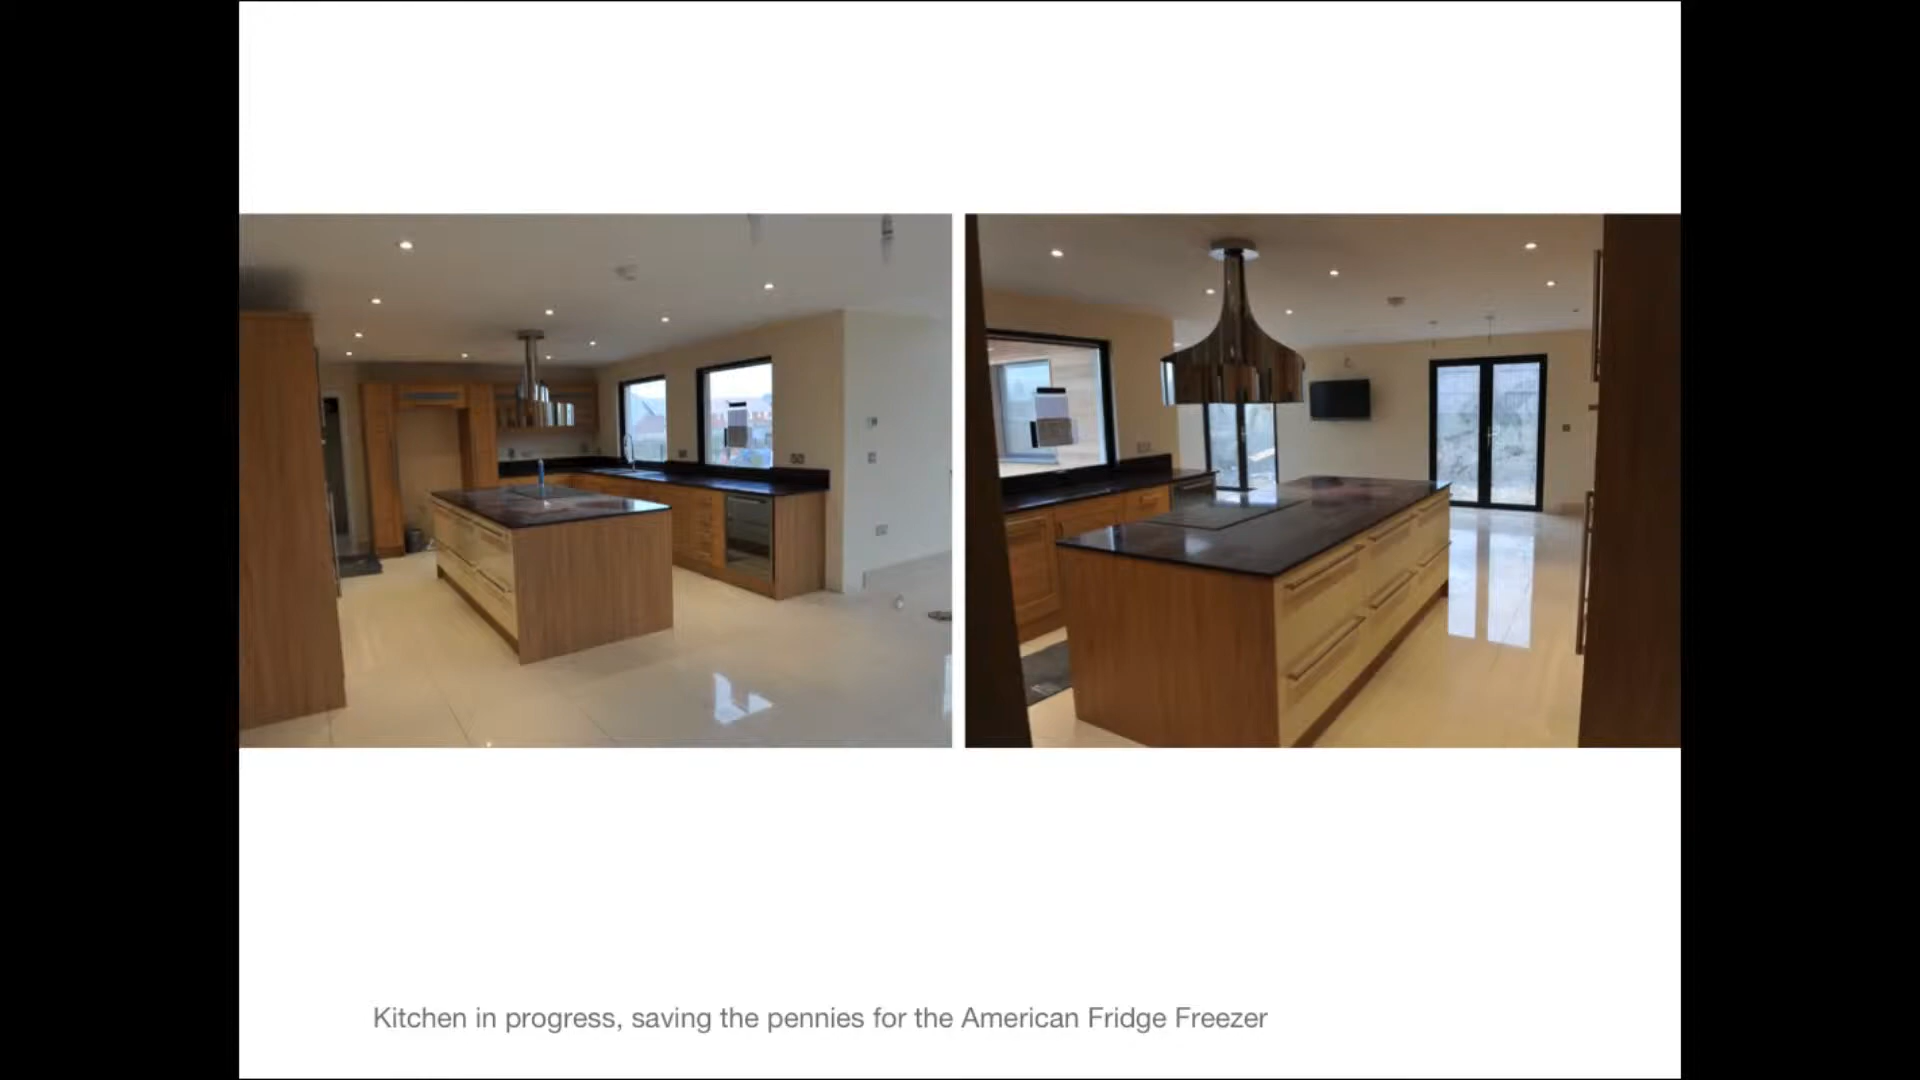 Kitchen in progress, saving the pennies for the American Fridge Freezer